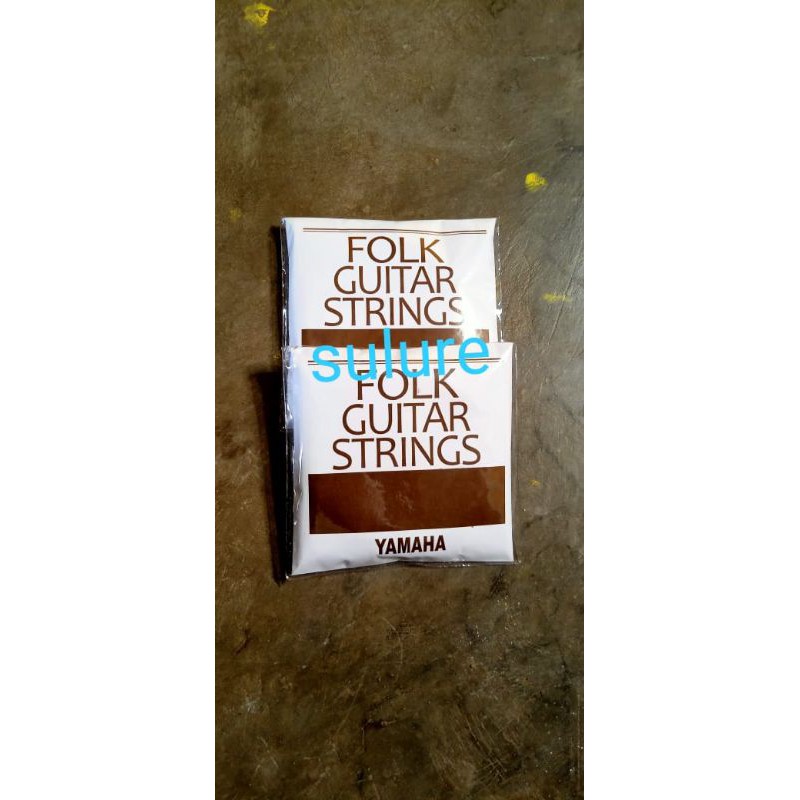 FOLK
GUITAR
STRINGS
sulure
FOLK
GUITAR
STRINGS
YAMAHA